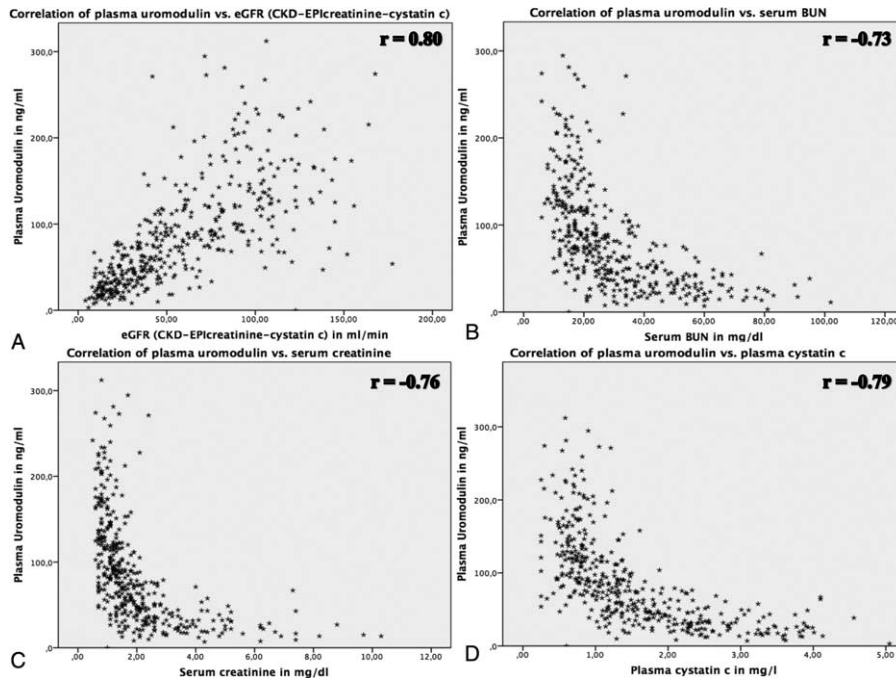 Correlation of plasma uromodulin vs. eGFR (CKD-EPIcreatinine-cystatin c)
r = 0.80
Plasma Uromodulin in ng/ml
300,0
200,0
100,0
,0
,00
50,00
100,00
150,00
200,00
eGFR (CKD-EPIcreatinine-cystatin c) in ml/min
A
Correlation of plasma uromodulin vs. serum BUN
r = -0.73
Plasma Uromodulin in ng/ml
300,0
200,0
100,0
,0
,00
20,00
40,00
60,00
80,00
100,00
120,00
Serum BUN in mg/dl
B
Correlation of plasma uromodulin vs. serum creatinine
r = -0.76
Plasma Uromodulin in ng/ml
300,0
200,0
100,0
,0
,00
2,00
4,00
6,00
8,00
10,00
12,00
Serum creatinine in mg/dl
C
Correlation of plasma uromodulin vs. plasma cystatin c
r = -0.79
Plasma Uromodulin in ng/ml
300,0
200,0
100,0
,0
,00
1,00
2,00
3,00
4,00
5,00
Plasma cystatin c in mg/l
D